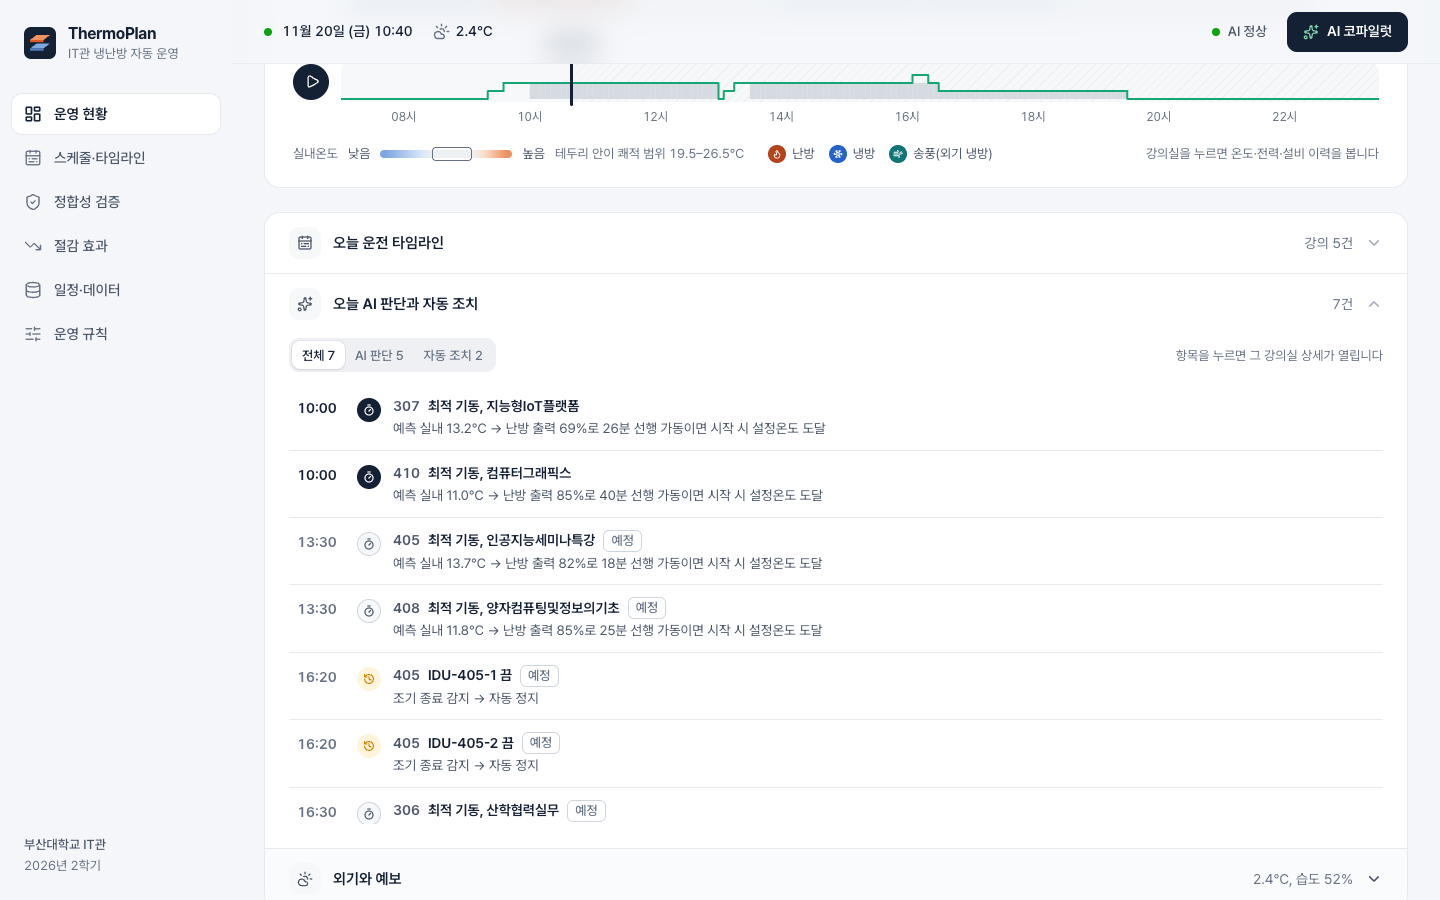 ThermoPlan
IT관 냉난방 자동 운영
운영 현황
스케줄·타임라인
정합성 검증
절감 효과
일정·데이터
운영 규칙
부산대학교 IT관
2026년 2학기
11월 20일 (금) 10:40
2.4°C
AI 정상
AI 코파일럿
08시 10시 12시 14시 16시 18시 20시 22시
실내온도 낮음 높음 테두리 안이 쾌적 범위 19.5–26.5°C 난방 냉방 송풍(외기 냉방) 강의실을 누르면 온도·전력·설비 이력을 봅니다
오늘 운전 타임라인 강의 5건
오늘 AI 판단과 자동 조치 7건
전체 7 AI 판단 5 자동 조치 2 항목을 누르면 그 강의실 상세가 열립니다
10:00 307 최적 기동, 지능형IoT플랫폼
예측 실내 13.2°C → 난방 출력 69%로 26분 선행 가동이면 시작 시 설정온도 도달
10:00 410 최적 기동, 컴퓨터그래픽스
예측 실내 11.0°C → 난방 출력 85%로 40분 선행 가동이면 시작 시 설정온도 도달
13:30 405 최적 기동, 인공지능세미나특강 예정
예측 실내 13.7°C → 난방 출력 82%로 18분 선행 가동이면 시작 시 설정온도 도달
13:30 408 최적 기동, 양자컴퓨팅및정보의기초 예정
예측 실내 11.8°C → 난방 출력 85%로 25분 선행 가동이면 시작 시 설정온도 도달
16:20 405 IDU-405-1 끔 예정
조기 종료 감지 → 자동 정지
16:20 405 IDU-405-2 끔 예정
조기 종료 감지 → 자동 정지
16:30 306 최적 기동, 산학협력실무 예정
외기와 예보 2.4°C, 습도 52%